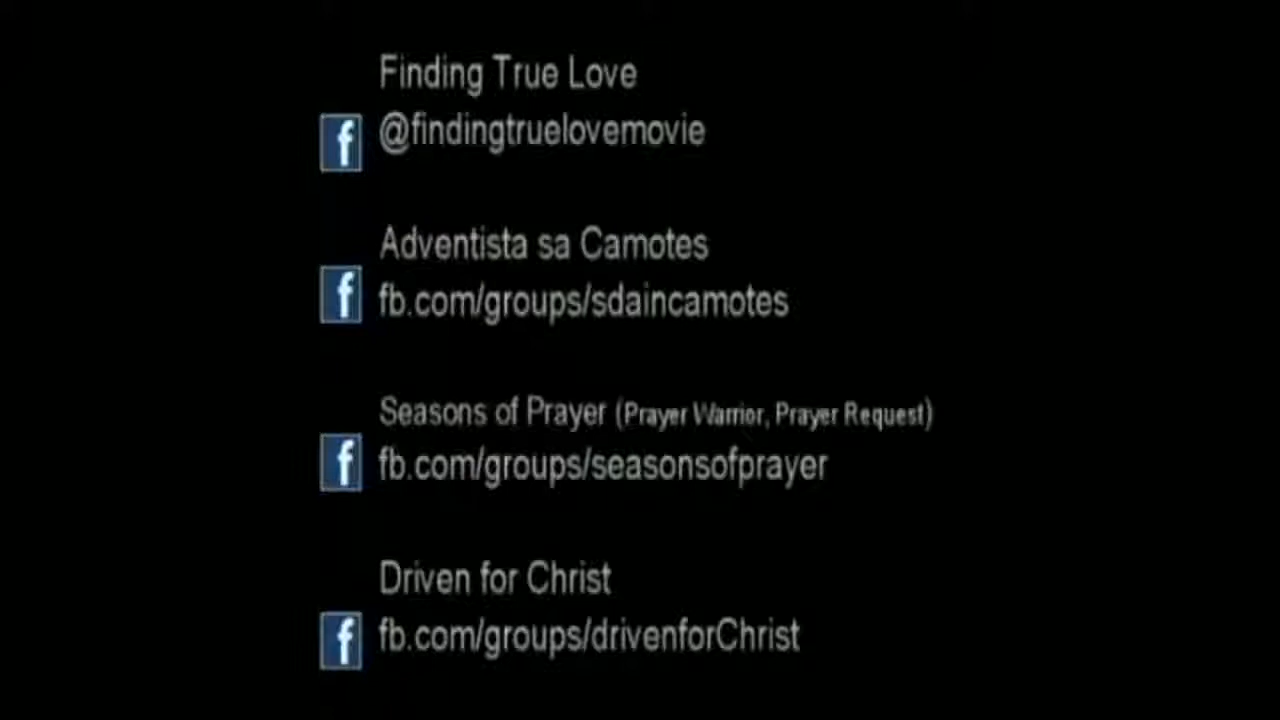 Finding True Love
@findingtruelovemovie
Adventista sa Camotes
fb.com/groups/sdaincamotes
Seasons of Prayer (Prayer Warrior, Prayer Request)
fb.com/groups/seasonsofprayer
Driven for Christ
fb.com/groups/drivenforChrist